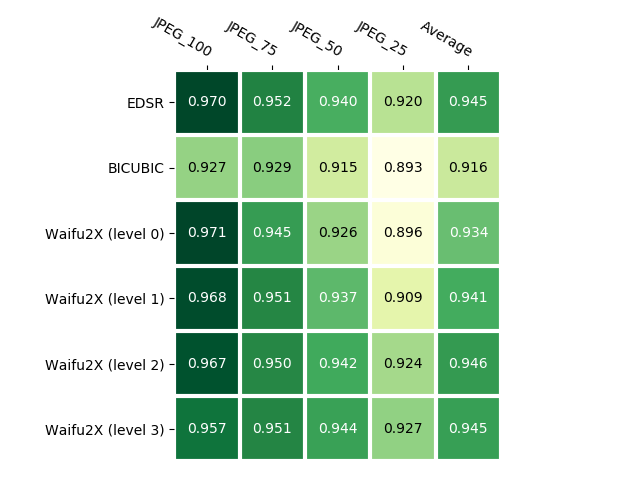 JPEG_100 JPEG_75 JPEG_50 JPEG_25 Average
EDSR 0.970 0.952 0.940 0.920 0.945
BICUBIC 0.927 0.929 0.915 0.893 0.916
Waifu2X (level 0) 0.971 0.945 0.926 0.896 0.934
Waifu2X (level 1) 0.968 0.951 0.937 0.909 0.941
Waifu2X (level 2) 0.967 0.950 0.942 0.924 0.946
Waifu2X (level 3) 0.957 0.951 0.944 0.927 0.945